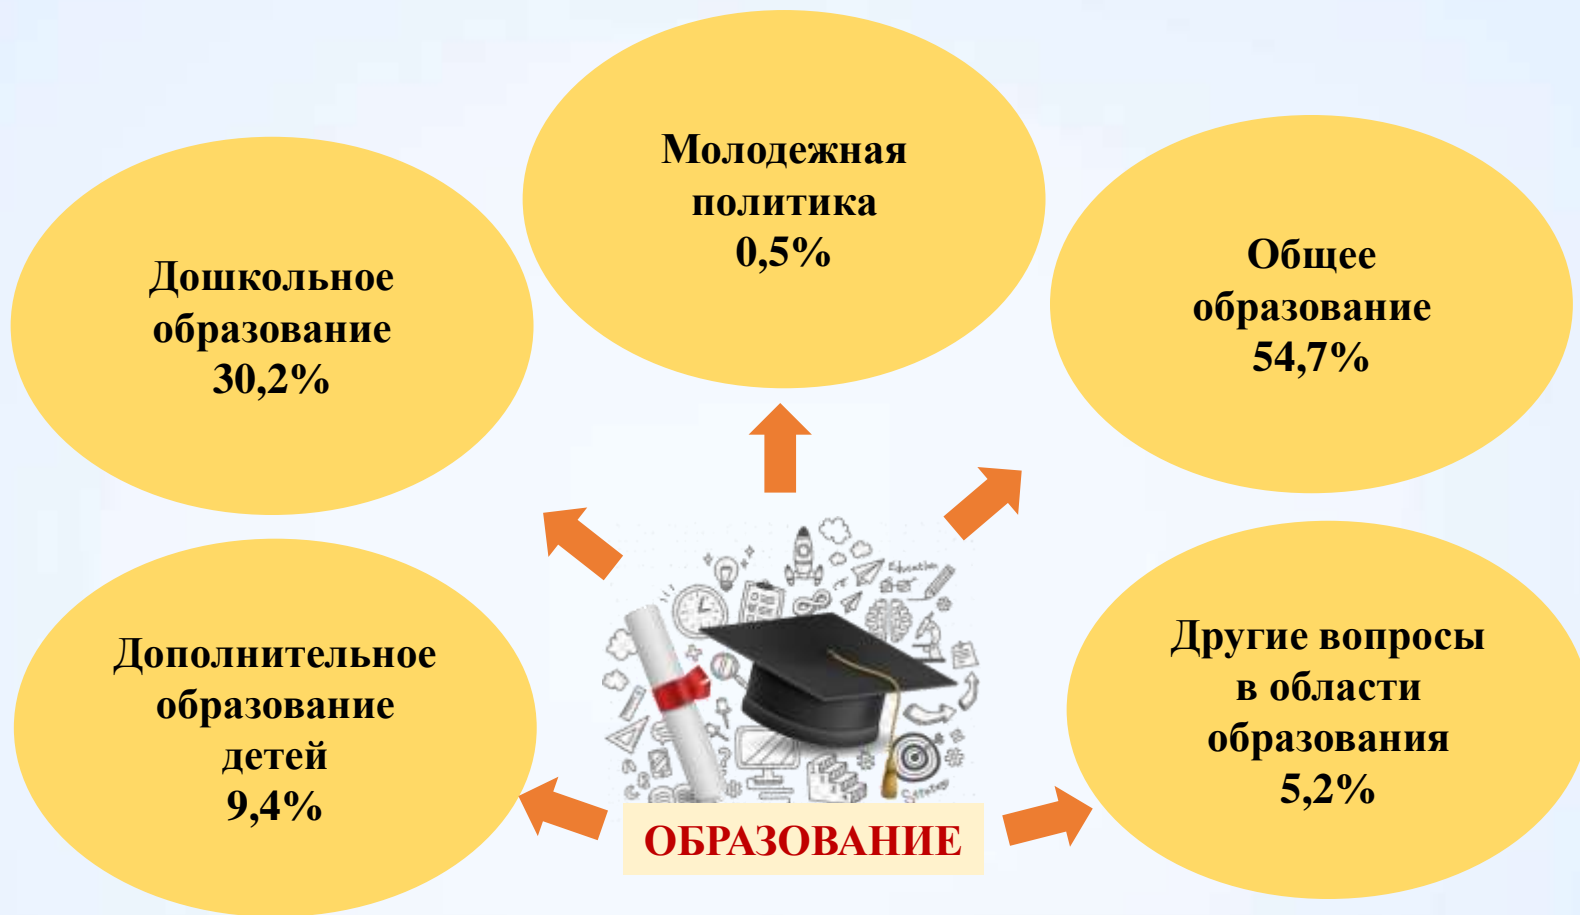 Молодежная
политика
0,5%
Дошкольное
образование
30,2%
Общее
образование
54,7%
Дополнительное
образование
детей
9,4%
Другие вопросы
в области
образования
5,2%
Education
ОБРАЗОВАНИЕ